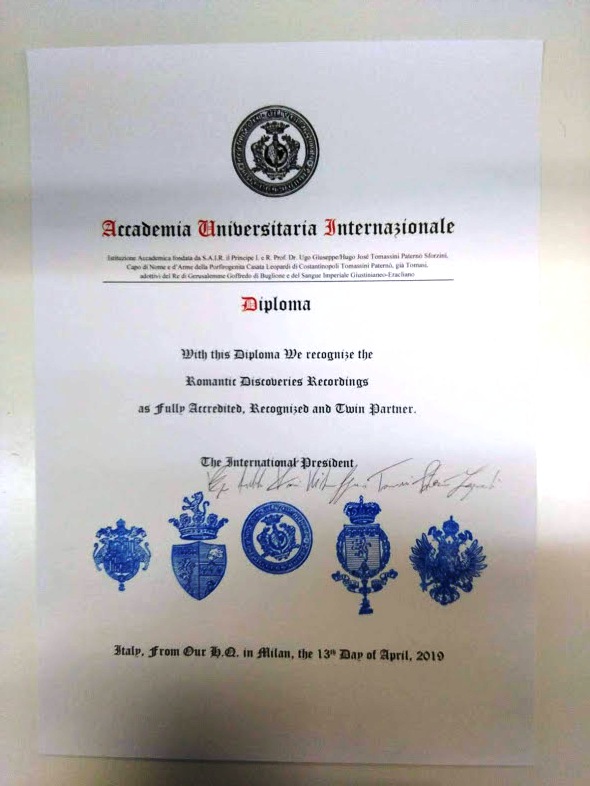 Accademia Universitaria Internazionale
Istituzione Accademica fondata da S.A.I.R. il Principe I. e R. Prof. Dr. Ugo Giuseppe/Hugo José Tomassini Paternò Sforzini,
Capo di Nome e d'Arme della Porfirogenita Casata Leopardi di Costantinopoli Tomassini Paternò, già Tomasi,
adottivi del Re di Gerusalemme Goffredo di Buglione e del Sangue Imperiale Giustinianeo-Eracliano
Diploma
With this Diploma We recognize the
Romantic Discoveries Recordings
as Fully Accredited, Recognized and Twin Partner.
The International President
Italy, From Our H.Q. in Milan, the 13th Day of April, 2019